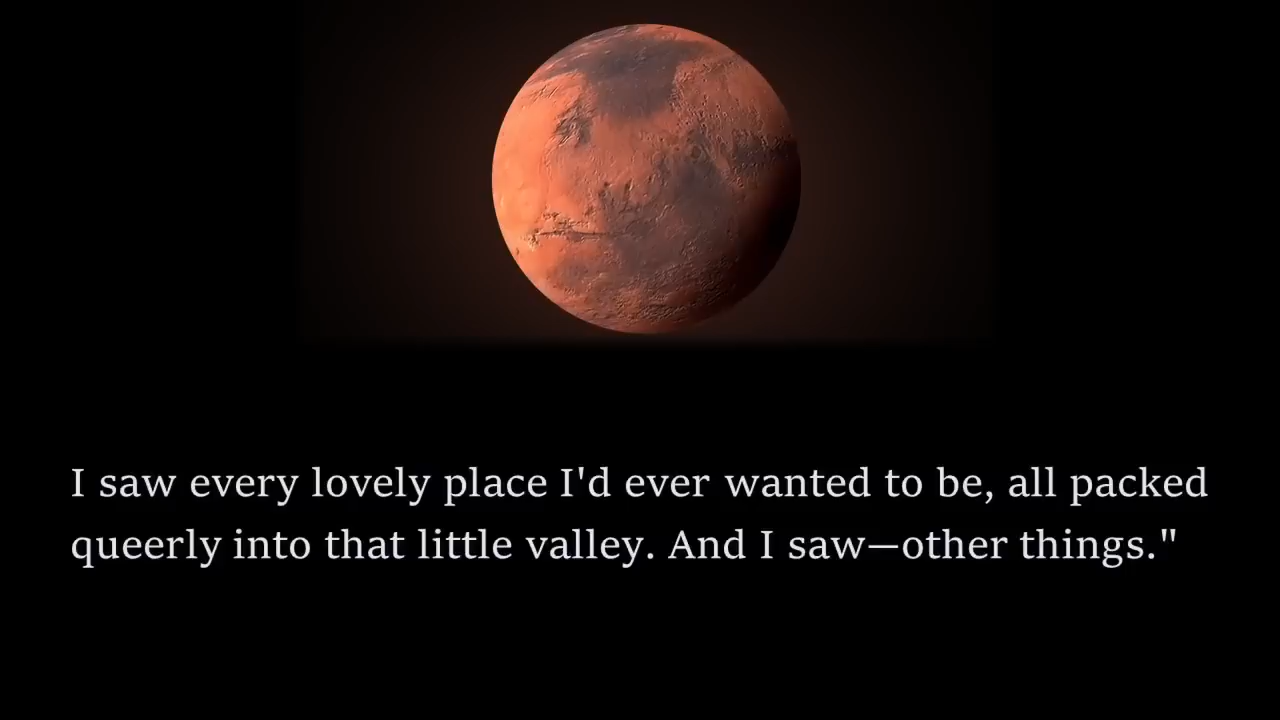 I saw every lovely place I'd ever wanted to be, all packed
queerly into that little valley. And I saw—other things."